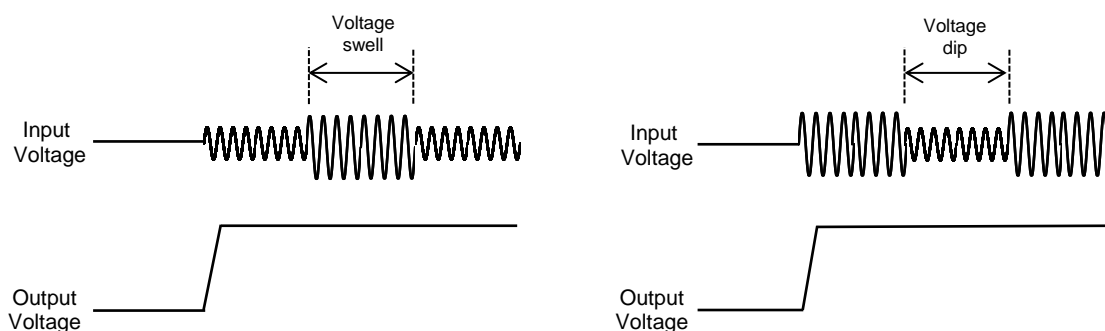 Voltage
swell
Input
Voltage
Output
Voltage
Voltage
dip
Input
Voltage
Output
Voltage